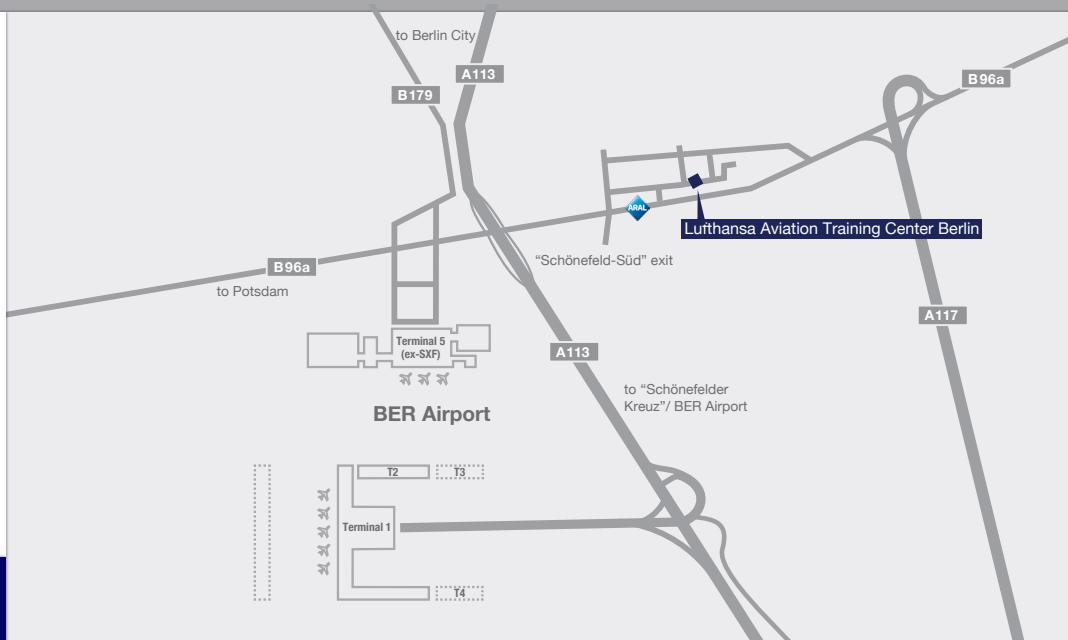 to Berlin City
A113
B179
B96a
ARAL
Lufthansa Aviation Training Center Berlin
“Schönefeld-Süd” exit
B96a
to Potsdam
A117
Terminal 5
(ex-SXF)
A113
to “Schönefelder
Kreuz”/ BER Airport
BER Airport
T2
T3
Terminal 1
T4